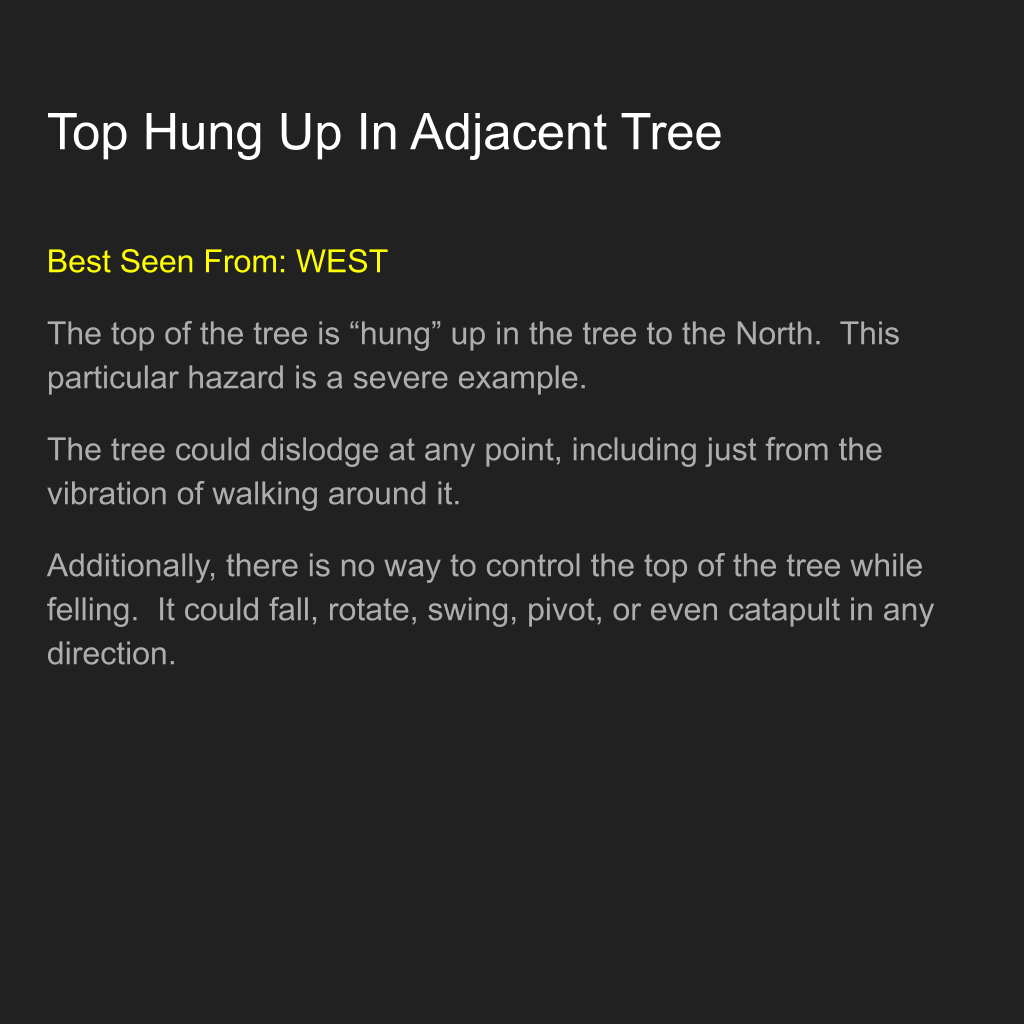 Top Hung Up In Adjacent Tree
Best Seen From: WEST
The top of the tree is “hung” up in the tree to the North.  This
particular hazard is a severe example.
The tree could dislodge at any point, including just from the
vibration of walking around it.
Additionally, there is no way to control the top of the tree while
felling.  It could fall, rotate, swing, pivot, or even catapult in any
direction.